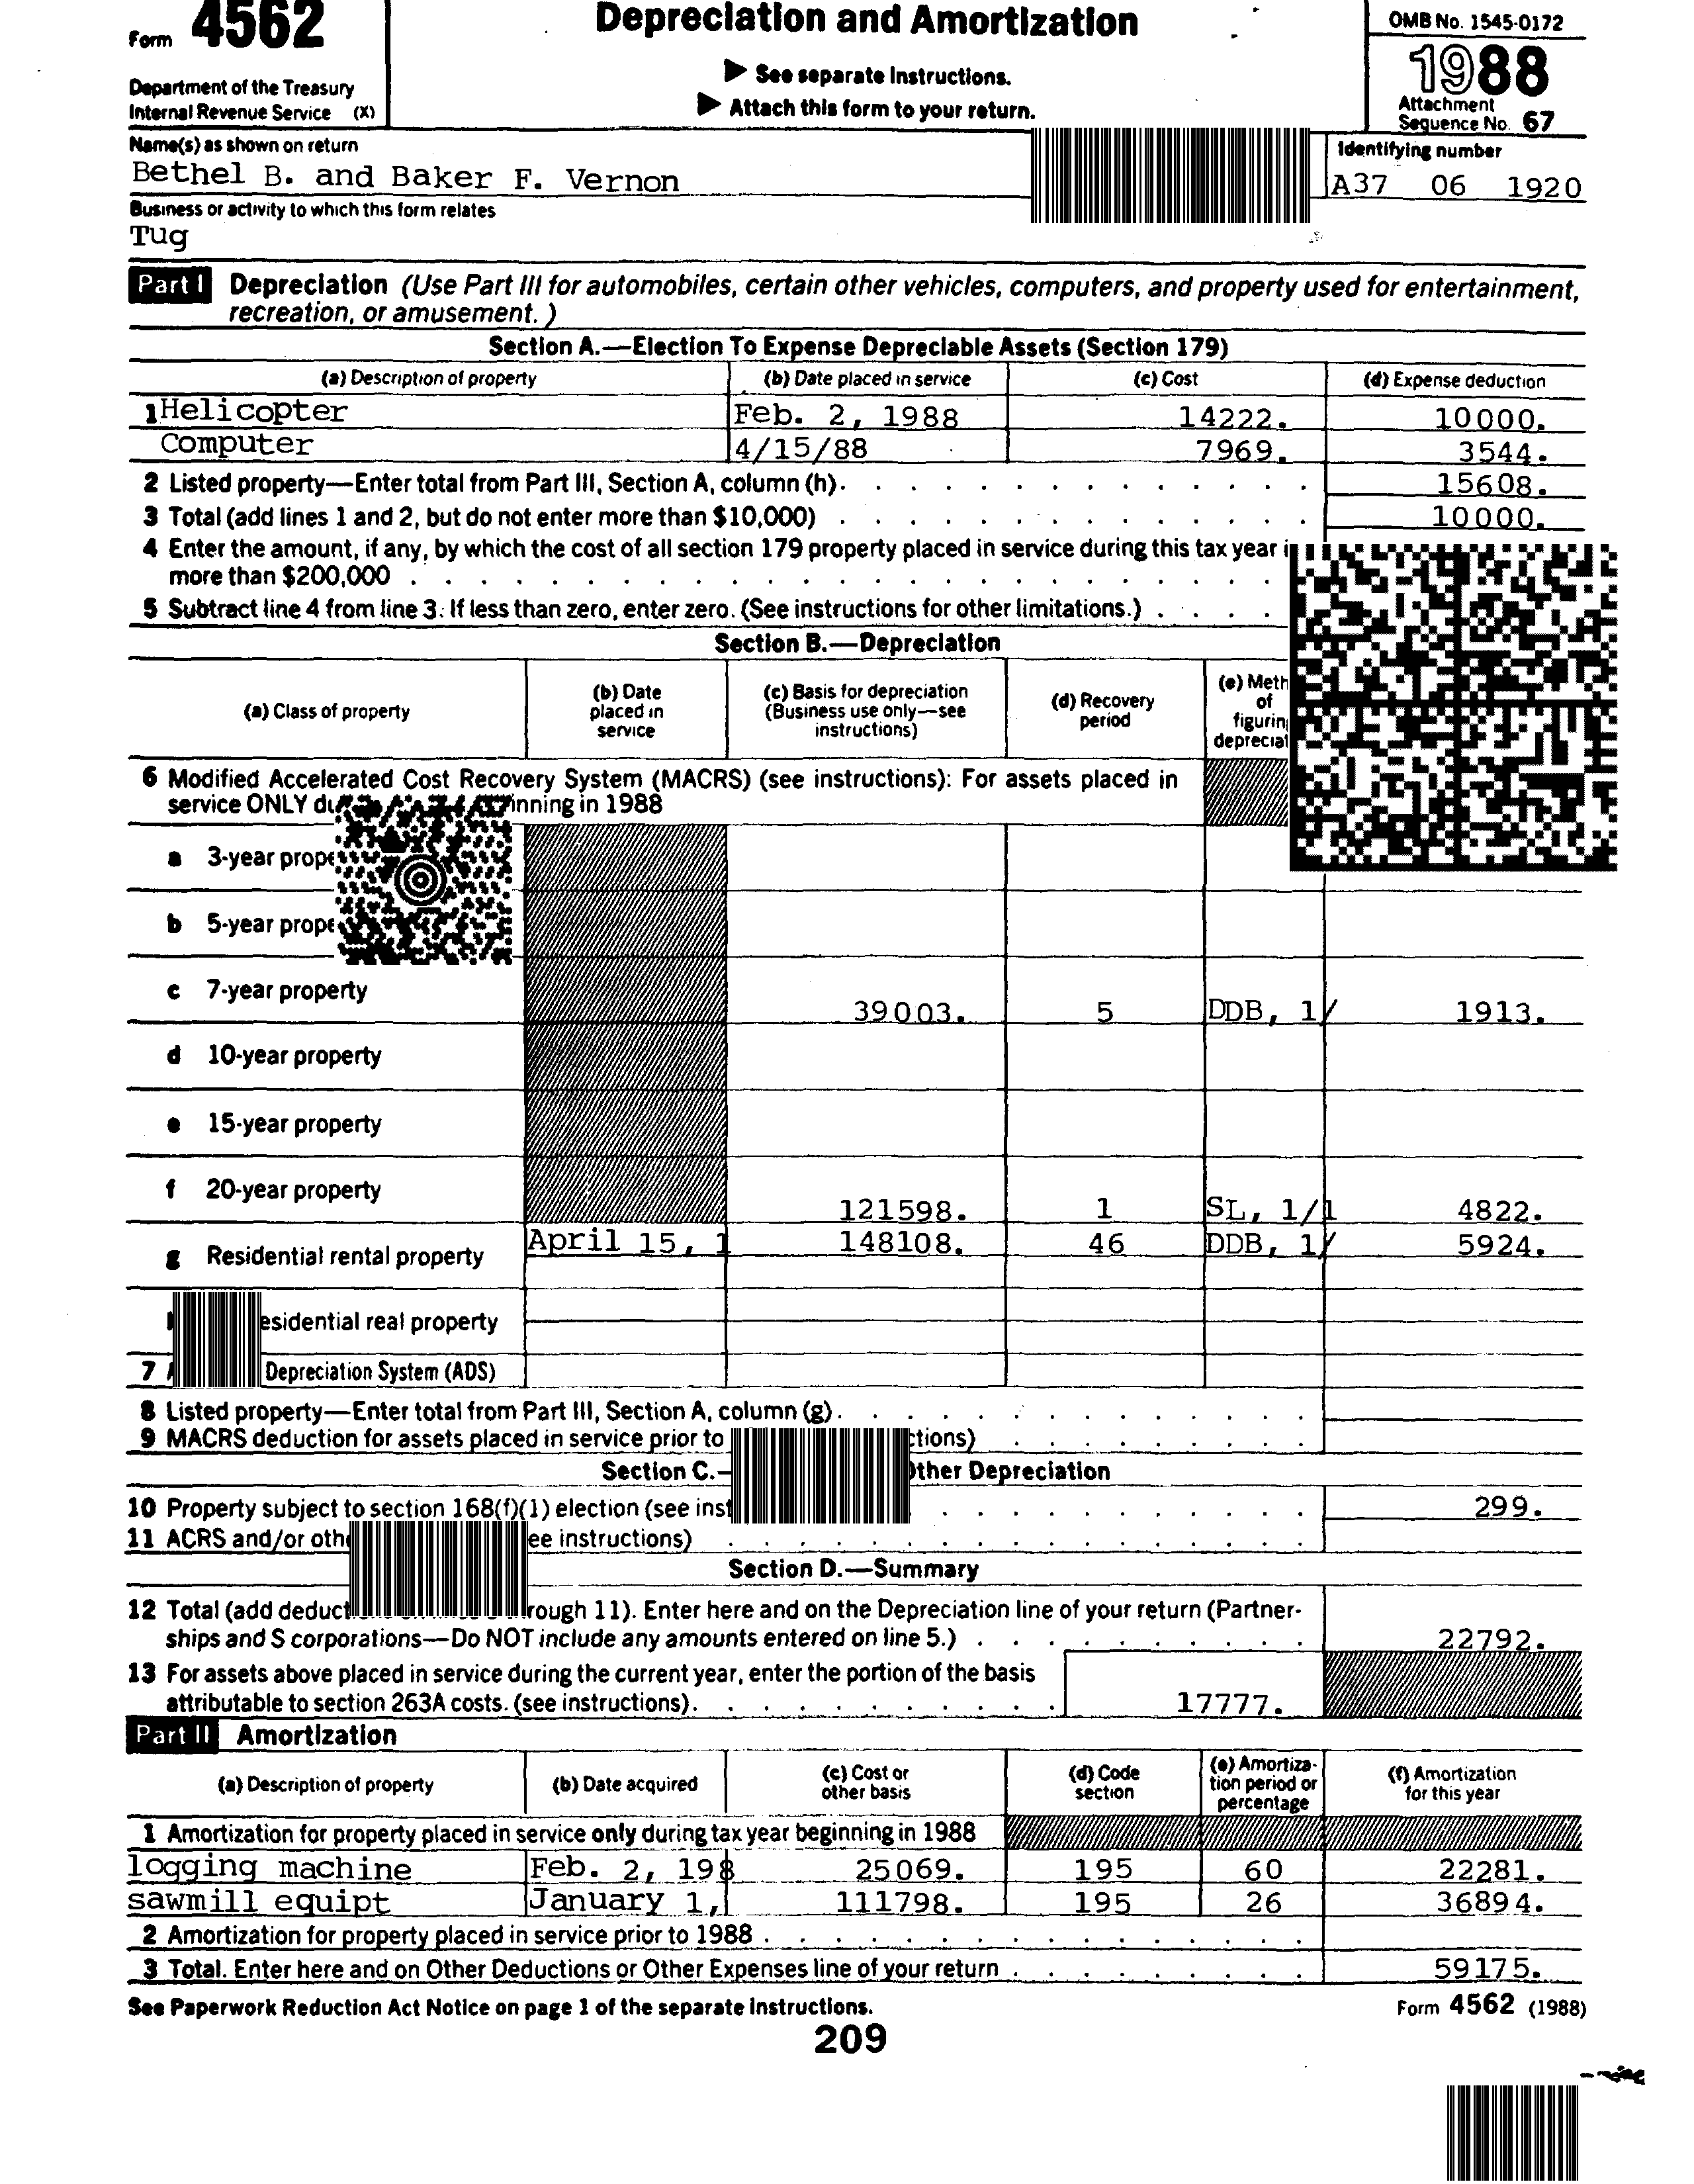 Form 4562
Depreciation and Amortization
OMB No. 1545-0172
1988
Department of the Treasury
Internal Revenue Service (X)
▶ See separate Instructions.
▶ Attach this form to your return.
Attachment
Sequence No. 67
Name(s) as shown on return
Identifying number
Bethel B. and Baker F. Vernon
A37 06 1920
Business or activity to which this form relates
Tug
Part I Depreciation (Use Part III for automobiles, certain other vehicles, computers, and property used for entertainment,
recreation, or amusement.)
Section A.—Election To Expense Depreciable Assets (Section 179)
(a) Description of property (b) Date placed in service (c) Cost (d) Expense deduction
1 Helicopter Feb. 2, 1988 14222. 10000.
Computer 4/15/88 7969. 3544.
2 Listed property—Enter total from Part III, Section A, column (h). 15608.
3 Total (add lines 1 and 2, but do not enter more than $10,000) 10000.
4 Enter the amount, if any, by which the cost of all section 179 property placed in service during this tax year
more than $200,000
5 Subtract line 4 from line 3. If less than zero, enter zero. (See instructions for other limitations.)
Section B.—Depreciation
(a) Class of property
(b) Date
placed in
service
(c) Basis for depreciation
(Business use only—see
instructions)
(d) Recovery
period
(e) Meth
of
figurin
depreciat
6 Modified Accelerated Cost Recovery System (MACRS) (see instructions): For assets placed in
service ONLY du inning in 1988
a 3-year prope
b 5-year prope
c 7-year property 39003. 5 DDB, 1/ 1913.
d 10-year property
e 15-year property
f 20-year property 121598. 1 SL, 1/1 4822.
g Residential rental property April 15, 1 148108. 46 DDB, 1/ 5924.
esidential real property
7 Depreciation System (ADS)
8 Listed property—Enter total from Part III, Section A, column (g).
9 MACRS deduction for assets placed in service prior to ctions)
Section C.— ther Depreciation
10 Property subject to section 168(f)(1) election (see inst 299.
11 ACRS and/or oth ee instructions)
Section D.—Summary
12 Total (add deduct rough 11). Enter here and on the Depreciation line of your return (Partner-
ships and S corporations—Do NOT include any amounts entered on line 5.) 22792.
13 For assets above placed in service during the current year, enter the portion of the basis
attributable to section 263A costs. (see instructions). 17777.
Part II Amortization
(a) Description of property
(b) Date acquired
(c) Cost or
other basis
(d) Code
section
(e) Amortiza-
tion period or
percentage
(f) Amortization
for this year
1 Amortization for property placed in service only during tax year beginning in 1988
logging machine Feb. 2, 198 25069. 195 60 22281.
sawmill equipt January 1, 111798. 195 26 36894.
2 Amortization for property placed in service prior to 1988
3 Total. Enter here and on Other Deductions or Other Expenses line of your return 59175.
See Paperwork Reduction Act Notice on page 1 of the separate instructions.
Form 4562 (1988)
209